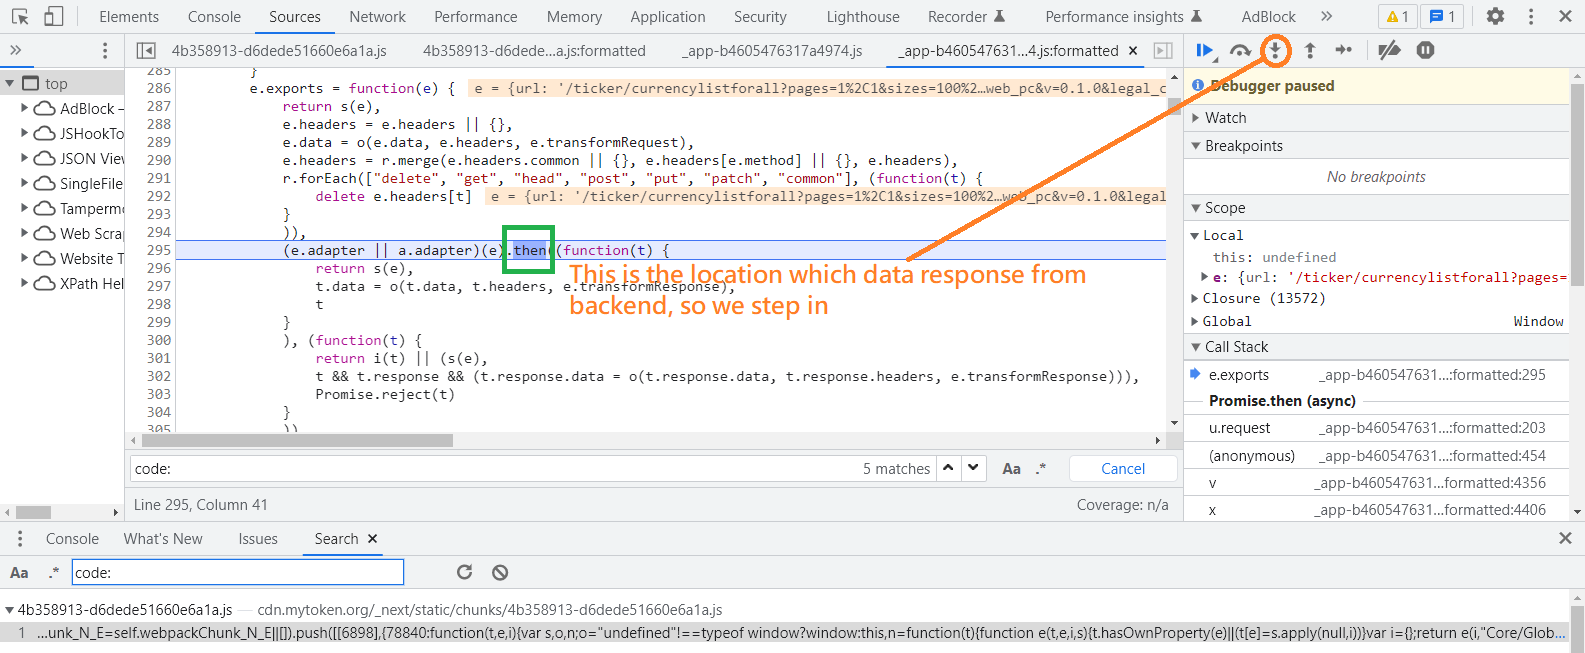 Elements Console Sources Network Performance Memory Application Security Lighthouse Recorder Performance insights AdBlock » 1 1
» 4b358913-d6dede51660e6a1a.js 4b358913-d6dede...a.js:formatted _app-b4605476317a4974.js _app-b460547631...4.js:formatted ×
top
AdBlock –
JSHookTo
JSON View
SingleFile
Tampermo
Web Scrap
Website T
XPath Hel
285 }
286 e.exports = function(e) { e = {url: '/ticker/currencylistforall?pages=1%2C1&sizes=100%2…web_pc&v=0.1.0&legal_c
287 return s(e),
288 e.headers = e.headers || {},
289 e.data = o(e.data, e.headers, e.transformRequest),
290 e.headers = r.merge(e.headers.common || {}, e.headers[e.method] || {}, e.headers),
291 r.forEach(["delete", "get", "head", "post", "put", "patch", "common"], (function(t) {
292 delete e.headers[t] e = {url: '/ticker/currencylistforall?pages=1%2C1&sizes=100%2…web_pc&v=0.1.0&legal
293 }
294 )),
295 (e.adapter || a.adapter)(e).then((function(t) {
296 return s(e),
297 t.data = o(t.data, t.headers, e.transformResponse),
298 t
299 }
300 ), (function(t) {
301 return i(t) || (s(e),
302 t && t.response && (t.response.data = o(t.response.data, t.response.headers, e.transformResponse))),
303 Promise.reject(t)
304 }
305 ))
This is the location which data response from
backend, so we step in
code: 5 matches Aa .* Cancel
Line 295, Column 41 Coverage: n/a
Debugger paused
Watch
Breakpoints
No breakpoints
Scope
Local
this: undefined
e: {url: '/ticker/currencylistforall?pages=
Closure (13572)
Global Window
Call Stack
e.exports _app-b460547631...:formatted:295
Promise.then (async)
u.request _app-b460547631...:formatted:203
(anonymous) _app-b460547631...:formatted:454
v _app-b460547631...formatted:4356
x _app-b460547631...formatted:4406
Console What's New Issues Search ×
Aa .* code:
4b358913-d6dede51660e6a1a.js — cdn.mytoken.org/_next/static/chunks/4b358913-d6dede51660e6a1a.js
1 …unk_N_E=self.webpackChunk_N_E||[]).push([[6898],{78840:function(t,e,i){var s,o,n;o="undefined"!==typeof window?window:this,n=function(t){function e(t,e,i,s){t.hasOwnProperty(e)||(t[e]=s.apply(null,i))}var i={};return e(i,"Core/Glob…